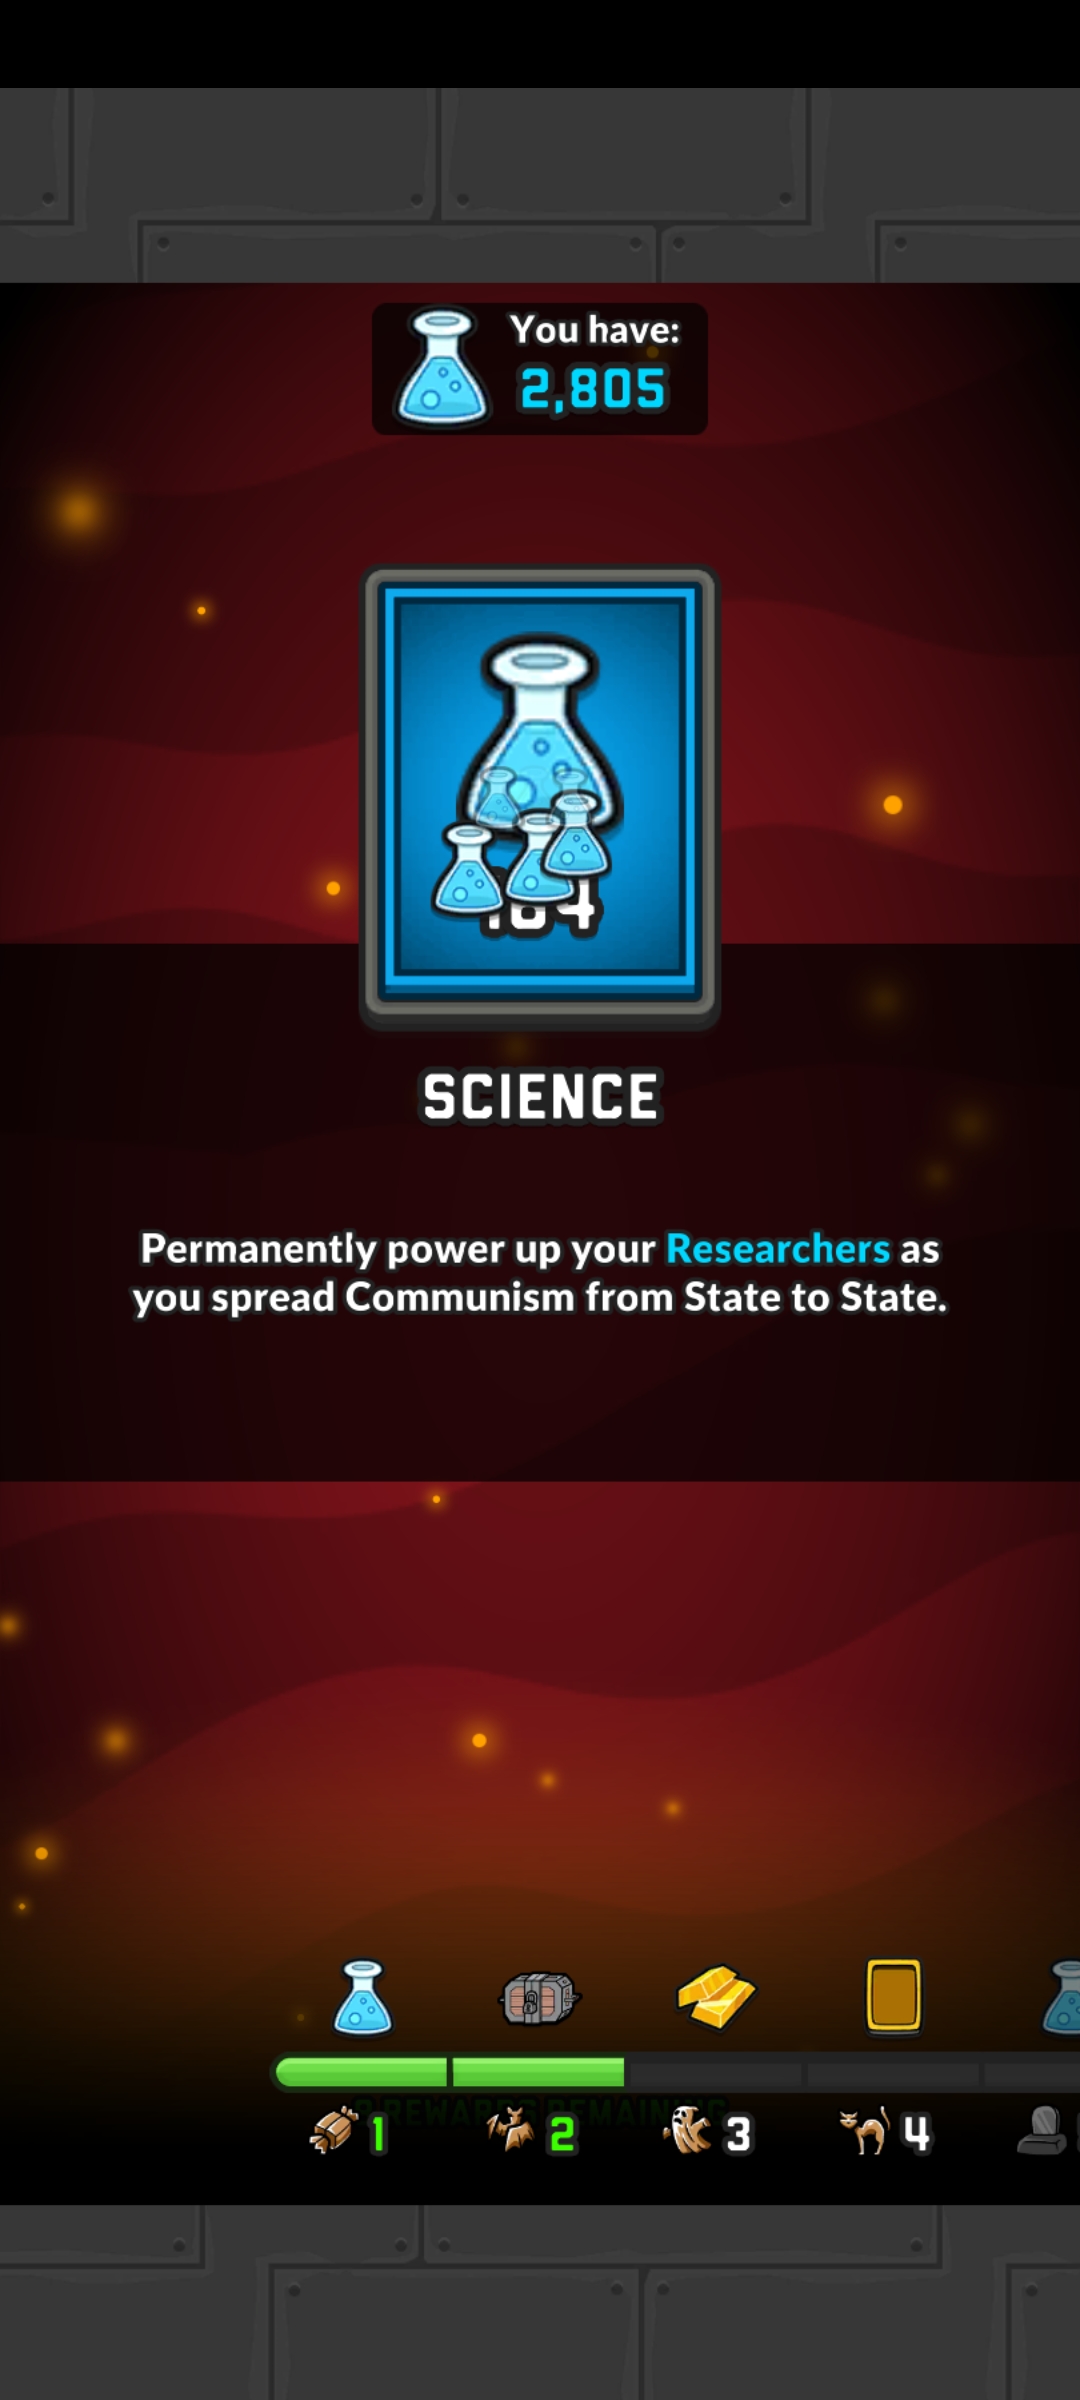 You have:
2,805
SCIENCE
Permanently power up your Researchers as
you spread Communism from State to State.
1 2 3 4